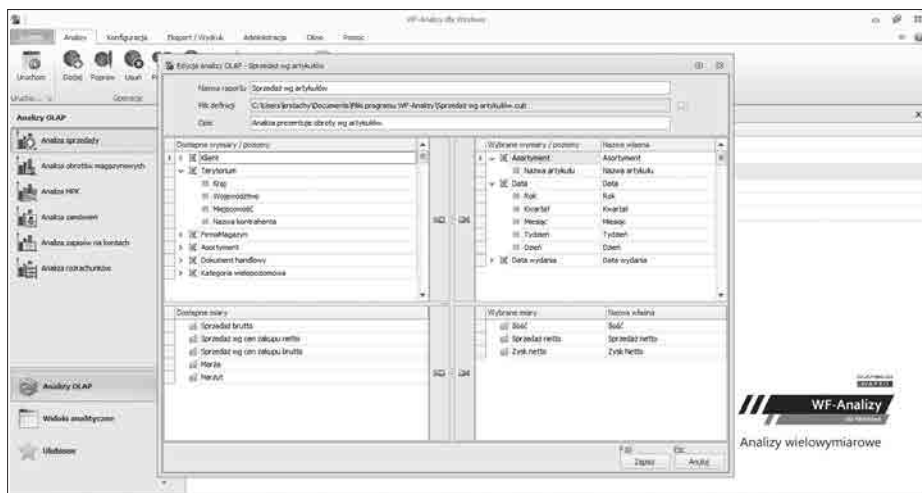 WF-Analizy dla Windows
Analizy Konfiguracja Eksport / Wydruk Administracja Okna Pomoc
Uruchom Dodaj Popraw Usuń
Operacje
Analizy OLAP
Analiza sprzedaży
Analiza obrotów magazynowych
Analiza MPK
Analiza zamówień
Analiza zapasów na kontach
Analiza rozrachunków
Analizy OLAP
Widoki analityczne
Ulubione
Edycja analizy OLAP - Sprzedaż wg artykułów
Nazwa raportu Sprzedaż wg artykułów
Plik definicji
Opis Analiza prezentuje obroty wg artykułów.
Dostępne wymiary / poziomy
Klient
Terytorium
Kraj
Województwo
Miejscowość
Nazwa kontrahenta
FirmaMagazyn
Asortyment
Dokument handlowy
Kategoria wielopoziomowa
Wybrane wymiary / poziomy Nazwa własna
Asortyment Asortyment
Nazwa artykułu Nazwa artykułu
Data Data
Rok Rok
Kwartał Kwartał
Miesiąc Miesiąc
Tydzień Tydzień
Dzień Dzień
Data wydania Data wydania
Dostępne miary
Sprzedaż brutto
Sprzedaż wg cen zakupu netto
Sprzedaż wg cen zakupu brutto
Marża
Narzut
Wybrane miary Nazwa własna
Ilość Ilość
Sprzedaż netto Sprzedaż netto
Zysk netto Zysk Netto
Zapisz Anuluj
WF-Analizy
Analizy wielowymiarowe